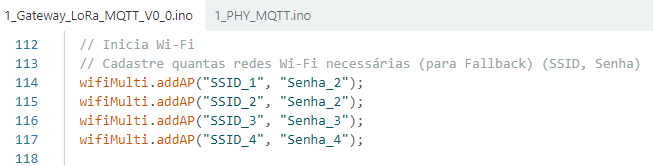 1_Gateway_LoRa_MQTT_V0_0.ino 1_PHY_MQTT.ino
112 // Inicia Wi-Fi
113 // Cadastre quantas redes Wi-Fi necessárias (para Fallback) (SSID, Senha)
114 wifiMulti.addAP("SSID_1", "Senha_2");
115 wifiMulti.addAP("SSID_2", "Senha_2");
116 wifiMulti.addAP("SSID_3", "Senha_3");
117 wifiMulti.addAP("SSID_4", "Senha_4");
118